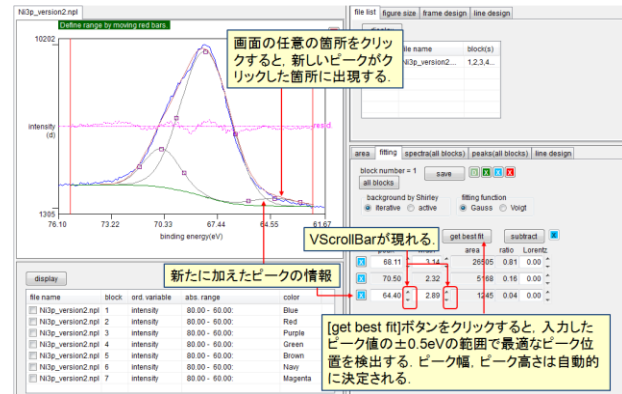 Ni3p_version2.npl
Define range by moving red bars.
10202
intensity
(d)
1305
76.10 73.22 70.33 67.44 64.55 61.67
binding energy(eV)
resid.
画面の任意の箇所をクリッ
クすると, 新しいピークがク
リックした箇所に出現する.
file list figure size frame design line design
display
file name block(s)
Ni3p_version2... 1,2,3,4...
area fitting spectra(all blocks) peaks(all blocks) line design
block number = 1 save
all blocks
background by Shirley fitting function
iterative active Gauss Voigt
VScrollBarが現れる.
get best fit subtract
area ratio Lorentz
68.11 3.14 26505 0.81 0.00
70.50 2.32 5168 0.16 0.00
64.40 2.89 1245 0.04 0.00
新たに加えたピークの情報
display
file name block ord. variable abs. range color
Ni3p_version2.npl 1 intensity 80.00 - 60.00: Blue
Ni3p_version2.npl 2 intensity 80.00 - 60.00: Red
Ni3p_version2.npl 3 intensity 80.00 - 60.00: Purple
Ni3p_version2.npl 4 intensity 80.00 - 60.00: Green
Ni3p_version2.npl 5 intensity 80.00 - 60.00: Brown
Ni3p_version2.npl 6 intensity 80.00 - 60.00: Navy
Ni3p_version2.npl 7 intensity 80.00 - 60.00: Magenta
[get best fit]ボタンをクリックすると, 入力した
ピーク値の±0.5eVの範囲で最適なピーク位
置を検出する. ピーク幅, ピーク高さは自動的
に決定される.